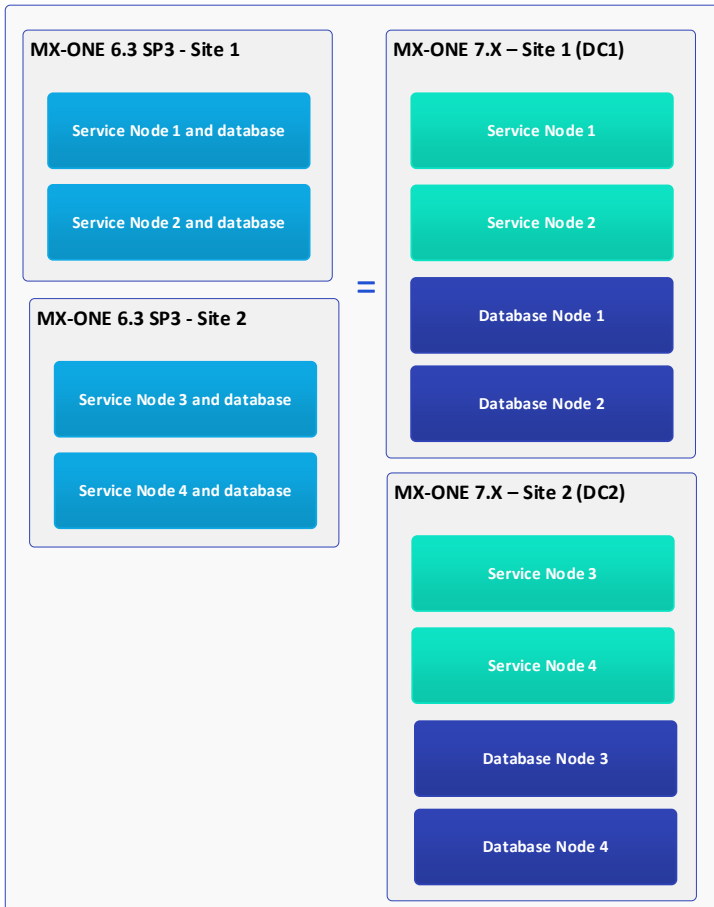 MX-ONE 6.3 SP3 - Site 1
Service Node 1 and database
Service Node 2 and database
MX-ONE 6.3 SP3 - Site 2
Service Node 3 and database
Service Node 4 and database
=
MX-ONE 7.X – Site 1 (DC1)
Service Node 1
Service Node 2
Database Node 1
Database Node 2
MX-ONE 7.X – Site 2 (DC2)
Service Node 3
Service Node 4
Database Node 3
Database Node 4